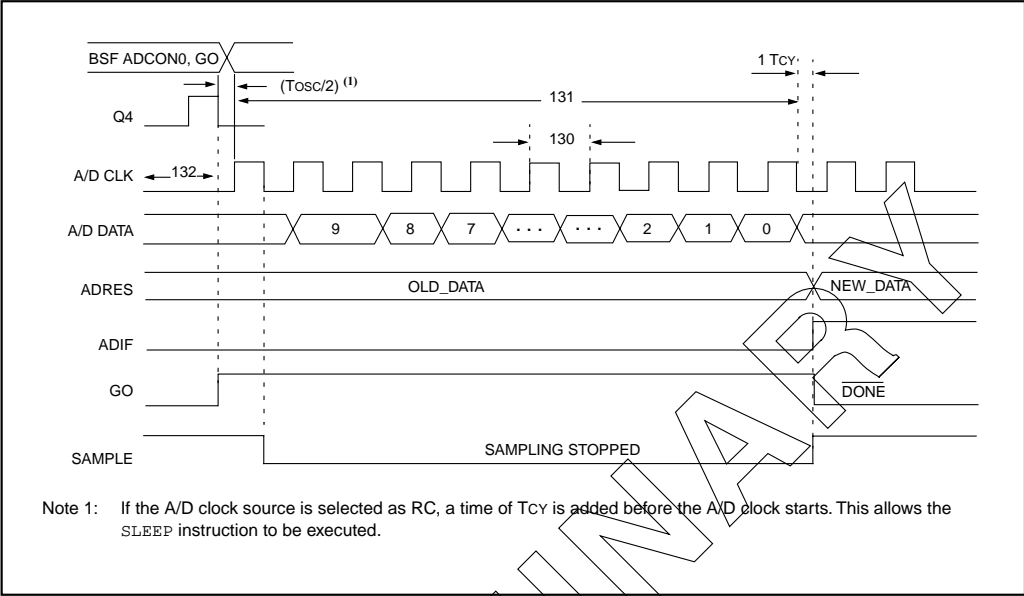 BSF ADCON0, GO
1 TCY
(TOSC/2) (1)
131
Q4
130
A/D CLK
132
A/D DATA
9 8 7 · · · · · · 2 1 0
ADRES
OLD_DATA
NEW_DATA
ADIF
GO
DONE
SAMPLE
SAMPLING STOPPED
Note 1: If the A/D clock source is selected as RC, a time of TCY is added before the A/D clock starts. This allows the
SLEEP instruction to be executed.
INARY